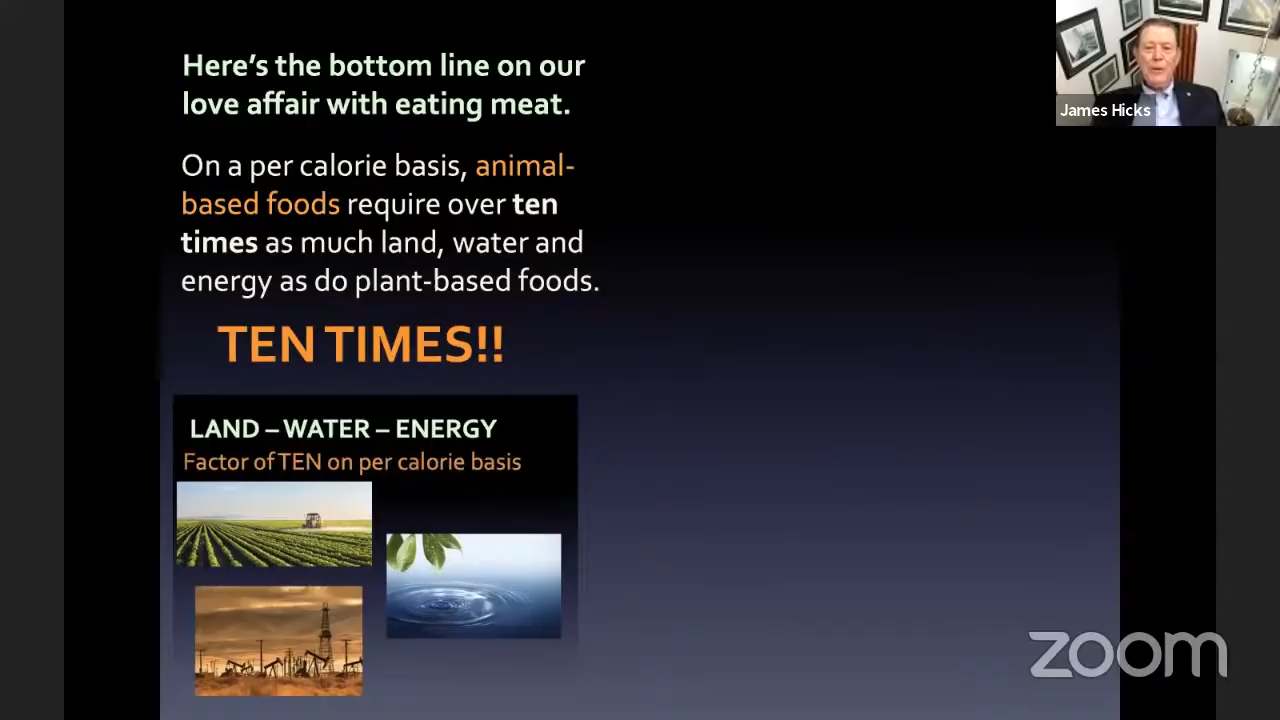 Here's the bottom line on our
love affair with eating meat.
On a per calorie basis, animal-
based foods require over ten
times as much land, water and
energy as do plant-based foods.
TEN TIMES!!
LAND – WATER – ENERGY
Factor of TEN on per calorie basis
James Hicks
zoom